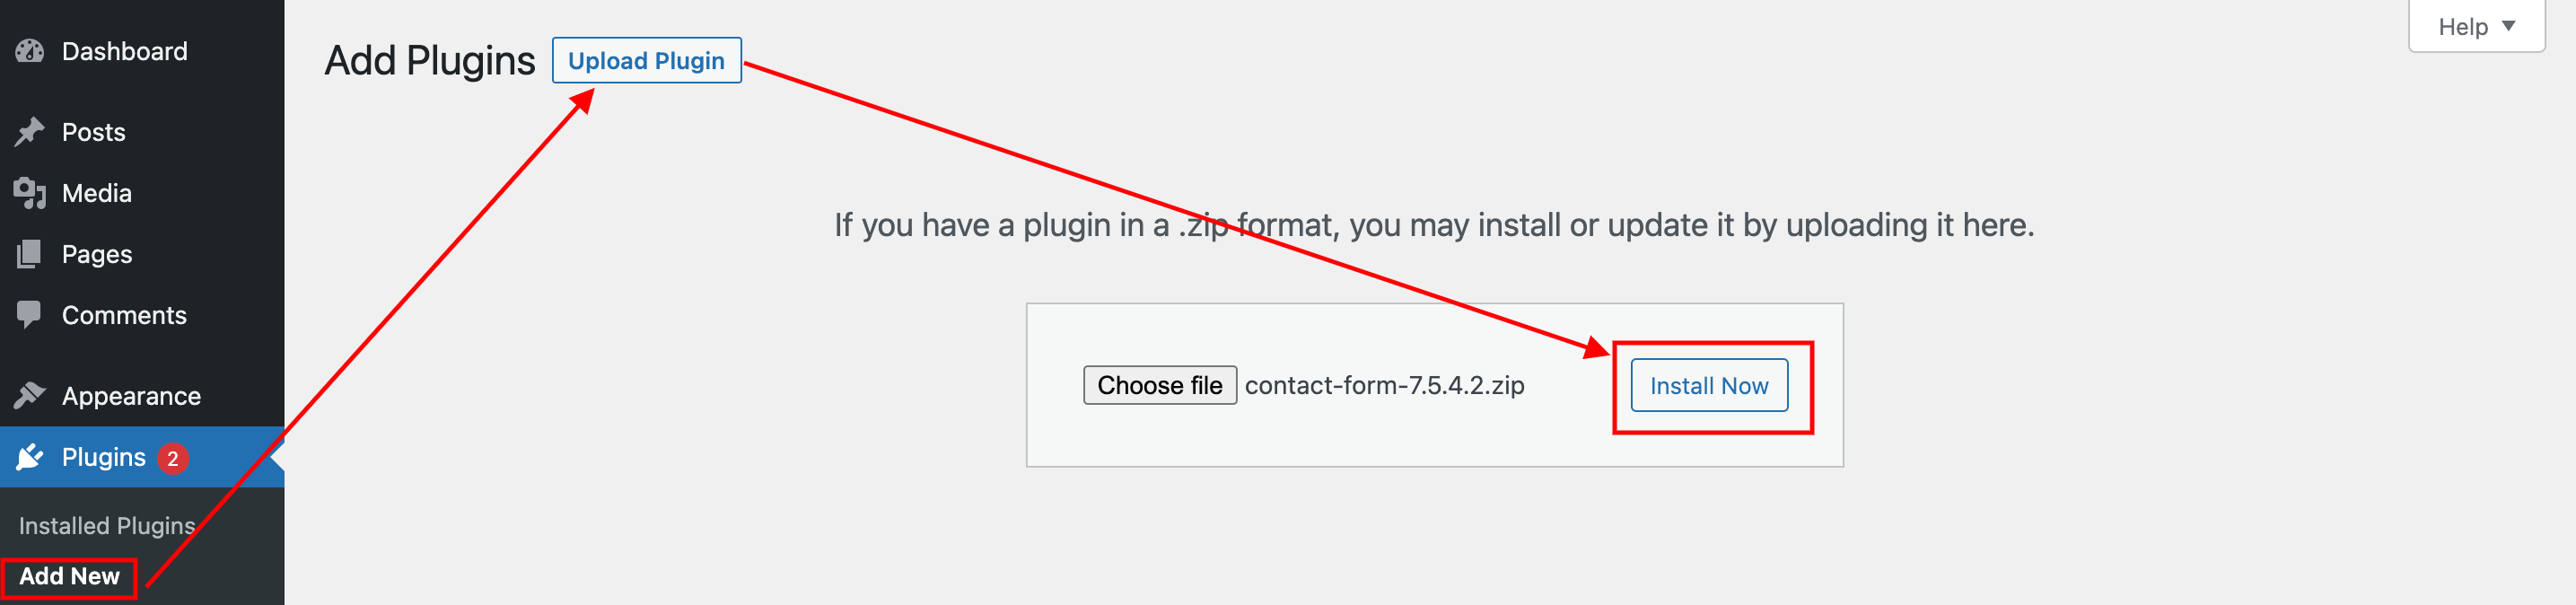 Dashboard
Posts
Media
Pages
Comments
Appearance
Plugins 2
Installed Plugins
Add New
Add Plugins Upload Plugin
Help
If you have a plugin in a .zip format, you may install or update it by uploading it here.
Choose file contact-form-7.5.4.2.zip Install Now